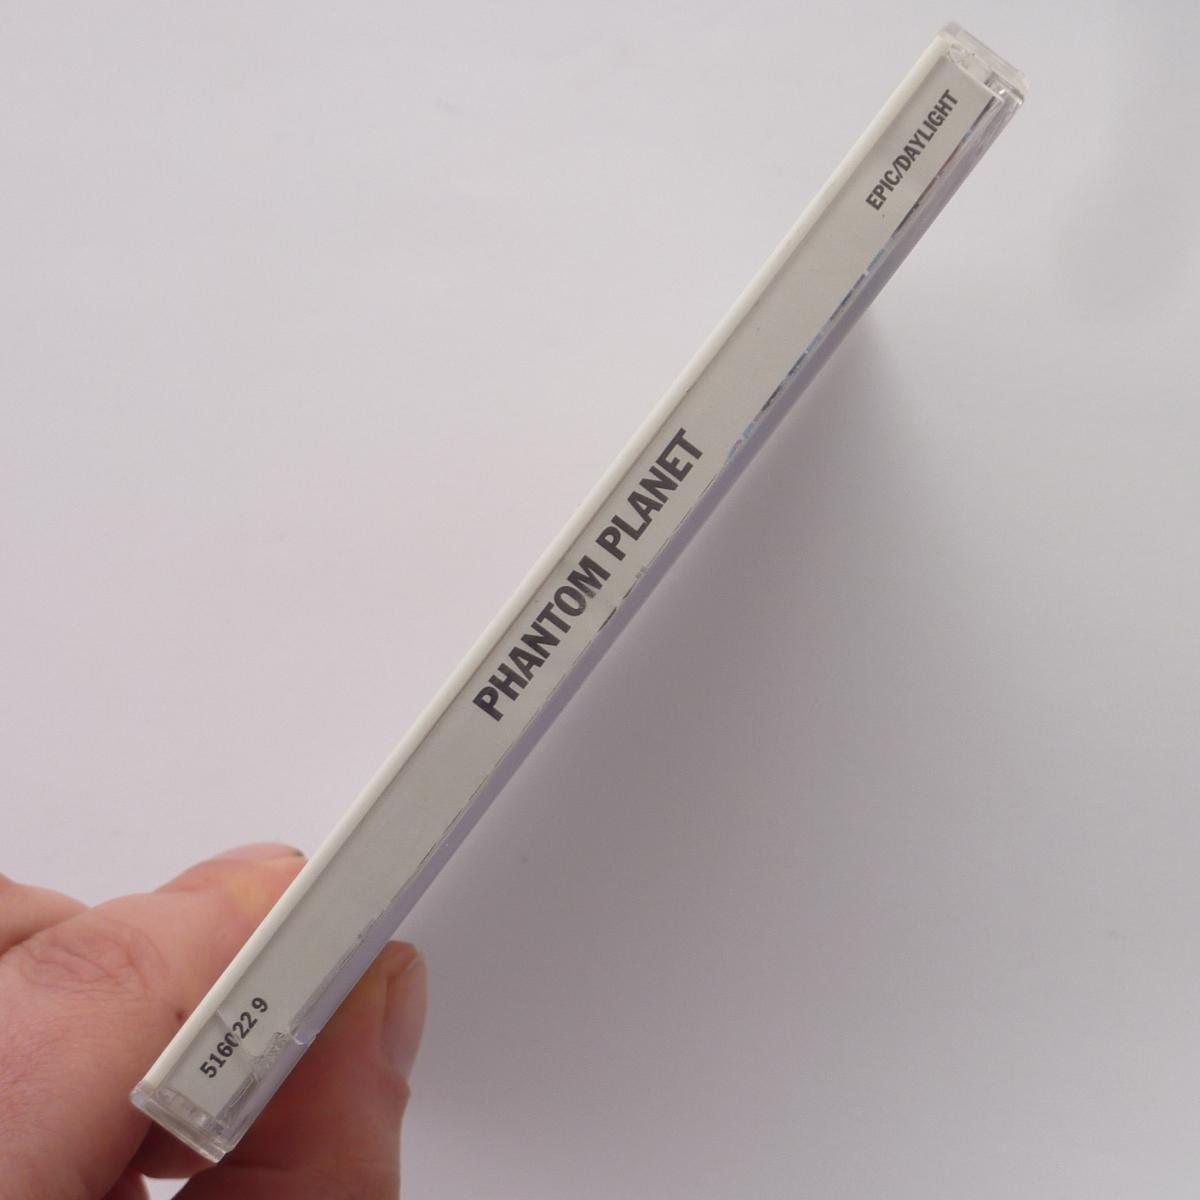 516022 9
PHANTOM PLANET
EPIC/DAYLIGHT